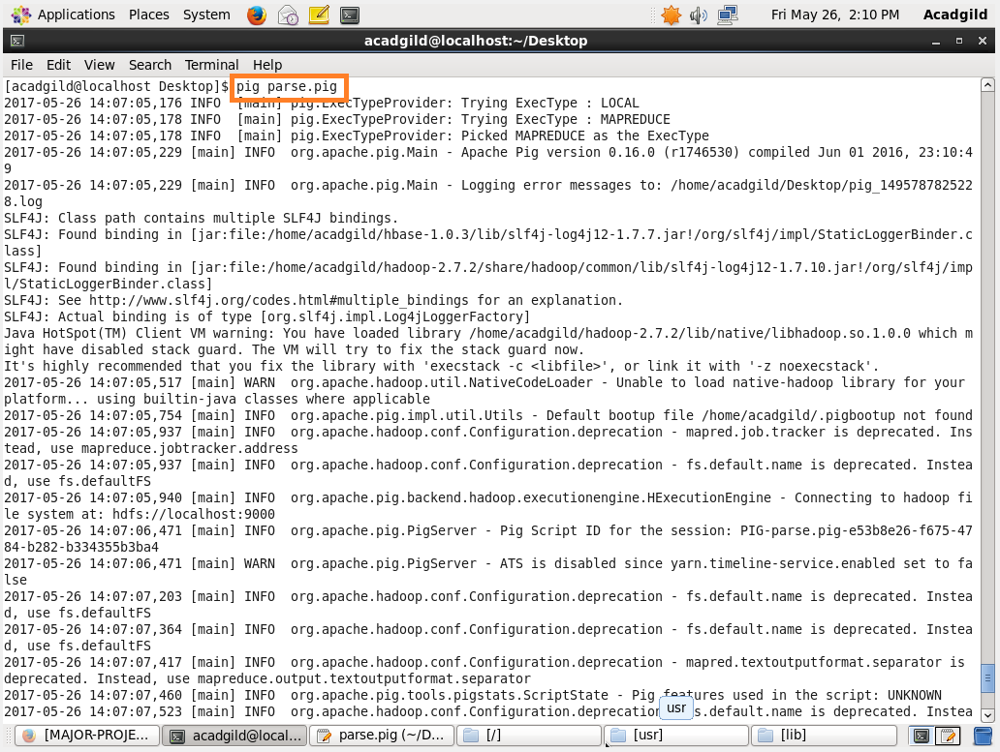 Applications Places System Fri May 26, 2:10 PM Acadgild
acadgild@localhost:~/Desktop
File Edit View Search Terminal Help
[acadgild@localhost Desktop]$ pig parse.pig
2017-05-26 14:07:05,176 INFO  [main] pig.ExecTypeProvider: Trying ExecType : LOCAL
2017-05-26 14:07:05,178 INFO  [main] pig.ExecTypeProvider: Trying ExecType : MAPREDUCE
2017-05-26 14:07:05,178 INFO  [main] pig.ExecTypeProvider: Picked MAPREDUCE as the ExecType
2017-05-26 14:07:05,229 [main] INFO  org.apache.pig.Main - Apache Pig version 0.16.0 (r1746530) compiled Jun 01 2016, 23:10:4
9
2017-05-26 14:07:05,229 [main] INFO  org.apache.pig.Main - Logging error messages to: /home/acadgild/Desktop/pig_149578782522
8.log
SLF4J: Class path contains multiple SLF4J bindings.
SLF4J: Found binding in [jar:file:/home/acadgild/hbase-1.0.3/lib/slf4j-log4j12-1.7.7.jar!/org/slf4j/impl/StaticLoggerBinder.c
lass]
SLF4J: Found binding in [jar:file:/home/acadgild/hadoop-2.7.2/share/hadoop/common/lib/slf4j-log4j12-1.7.10.jar!/org/slf4j/imp
l/StaticLoggerBinder.class]
SLF4J: See http://www.slf4j.org/codes.html#multiple_bindings for an explanation.
SLF4J: Actual binding is of type [org.slf4j.impl.Log4jLoggerFactory]
Java HotSpot(TM) Client VM warning: You have loaded library /home/acadgild/hadoop-2.7.2/lib/native/libhadoop.so.1.0.0 which m
ight have disabled stack guard. The VM will try to fix the stack guard now.
It's highly recommended that you fix the library with 'execstack -c <libfile>', or link it with '-z noexecstack'.
2017-05-26 14:07:05,517 [main] WARN  org.apache.hadoop.util.NativeCodeLoader - Unable to load native-hadoop library for your
platform... using builtin-java classes where applicable
2017-05-26 14:07:05,754 [main] INFO  org.apache.pig.impl.util.Utils - Default bootup file /home/acadgild/.pigbootup not found
2017-05-26 14:07:05,937 [main] INFO  org.apache.hadoop.conf.Configuration.deprecation - mapred.job.tracker is deprecated. Ins
tead, use mapreduce.jobtracker.address
2017-05-26 14:07:05,937 [main] INFO  org.apache.hadoop.conf.Configuration.deprecation - fs.default.name is deprecated. Instea
d, use fs.defaultFS
2017-05-26 14:07:05,940 [main] INFO  org.apache.pig.backend.hadoop.executionengine.HExecutionEngine - Connecting to hadoop fi
le system at: hdfs://localhost:9000
2017-05-26 14:07:06,471 [main] INFO  org.apache.pig.PigServer - Pig Script ID for the session: PIG-parse.pig-e53b8e26-f675-47
84-b282-b334355b3ba4
2017-05-26 14:07:06,471 [main] WARN  org.apache.pig.PigServer - ATS is disabled since yarn.timeline-service.enabled set to fa
lse
2017-05-26 14:07:07,203 [main] INFO  org.apache.hadoop.conf.Configuration.deprecation - fs.default.name is deprecated. Instea
d, use fs.defaultFS
2017-05-26 14:07:07,364 [main] INFO  org.apache.hadoop.conf.Configuration.deprecation - fs.default.name is deprecated. Instea
d, use fs.defaultFS
2017-05-26 14:07:07,417 [main] INFO  org.apache.hadoop.conf.Configuration.deprecation - mapred.textoutputformat.separator is
deprecated. Instead, use mapreduce.output.textoutputformat.separator
2017-05-26 14:07:07,460 [main] INFO  org.apache.pig.tools.pigstats.ScriptState - Pig features used in the script: UNKNOWN
2017-05-26 14:07:07,523 [main] INFO  org.apache.hadoop.conf.Configuration.deprecation fs.default.name is deprecated. Instea
usr
[MAJOR-PROJE... acadgild@local... parse.pig (~/D... [/] [usr] [lib]